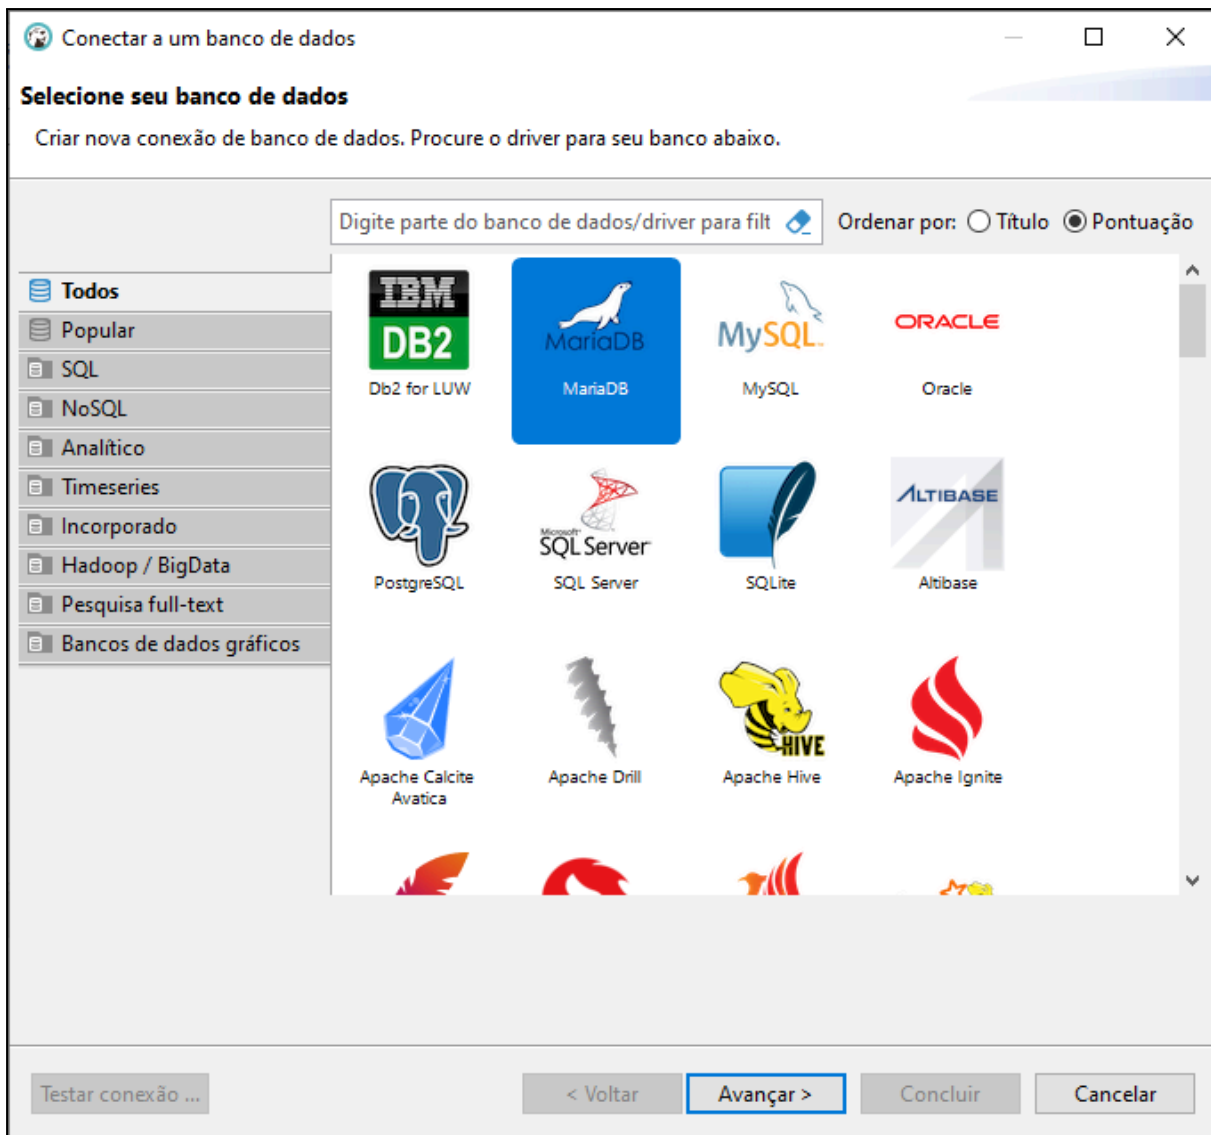 Conectar a um banco de dados
Selecione seu banco de dados
Criar nova conexão de banco de dados. Procure o driver para seu banco abaixo.
Digite parte do banco de dados/driver para filt
Ordenar por: Título Pontuação
Todos
Popular
SQL
NoSQL
Analítico
Timeseries
Incorporado
Hadoop / BigData
Pesquisa full-text
Bancos de dados gráficos
IBM
DB2
Db2 for LUW
MariaDB
MariaDB
MySQL
MySQL
ORACLE
Oracle
PostgreSQL
Microsoft
SQL Server
SQL Server
SQLite
ALTIBASE
Altibase
Apache Calcite
Avatica
Apache Drill
HIVE
Apache Hive
Apache Ignite
Testar conexão ...
< Voltar
Avançar >
Concluir
Cancelar